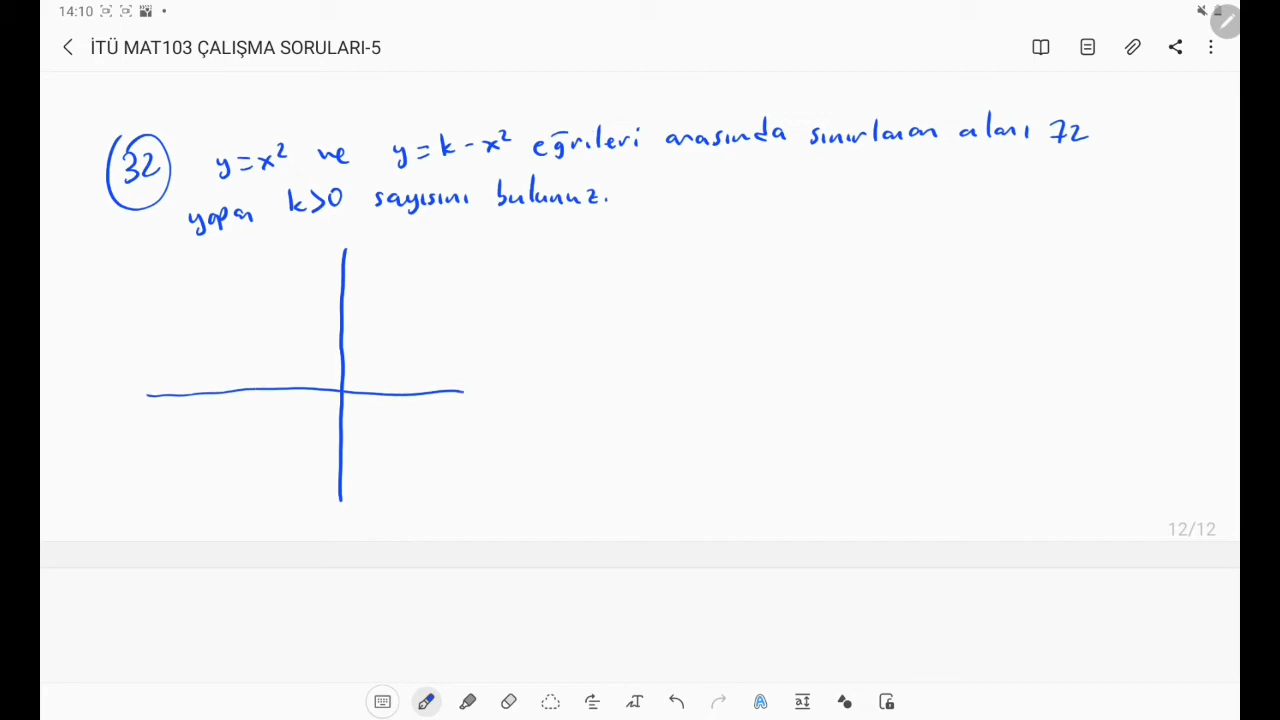 14:10
İTÜ MAT103 ÇALIŞMA SORULARI-5
32 y=x² ve y=k-x² eğrileri arasında sınırlanan alanı 72
yapan k>0 sayısını bulunuz.
12/12